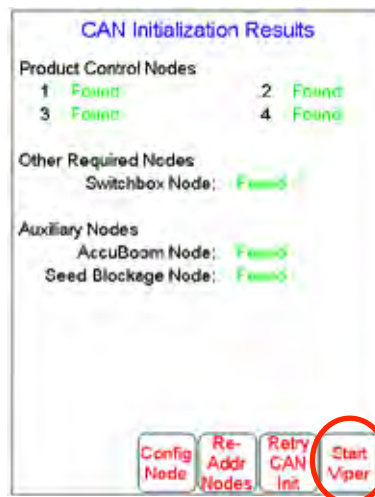 CAN Initialization Results
Product Control Nodes
1 Found 2 Found
3 Found 4 Found
Other Required Nodes
Switchbox Node: Found
Auxiliary Nodes
AccuBoom Node: Found
Seed Blockage Node: Found
Config Node
Re-Addr Nodes
Retry CAN Init
Start Viper